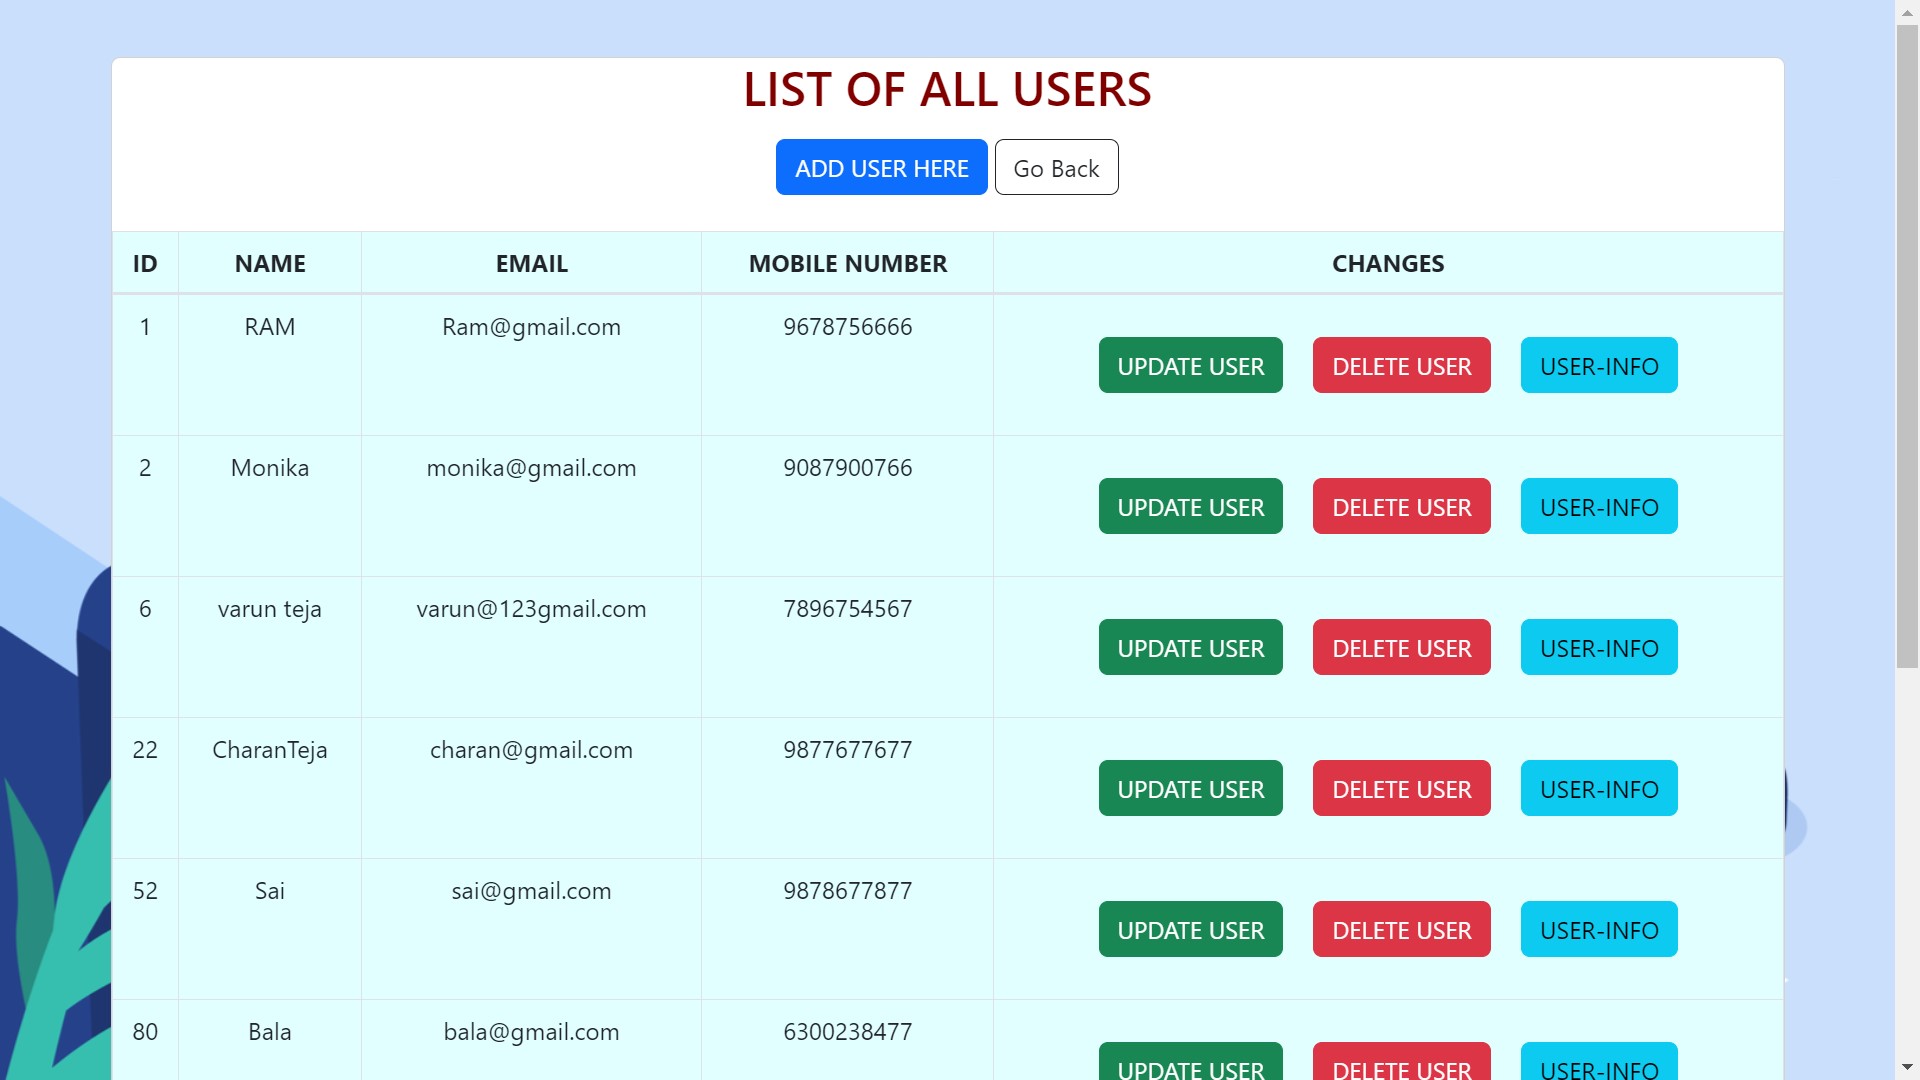 LIST OF ALL USERS
ADD USER HERE Go Back
ID NAME EMAIL MOBILE NUMBER CHANGES
1 RAM Ram@gmail.com 9678756666
UPDATE USER DELETE USER USER-INFO
2 Monika monika@gmail.com 9087900766
UPDATE USER DELETE USER USER-INFO
6 varun teja varun@123gmail.com 7896754567
UPDATE USER DELETE USER USER-INFO
22 CharanTeja charan@gmail.com 9877677677
UPDATE USER DELETE USER USER-INFO
52 Sai sai@gmail.com 9878677877
UPDATE USER DELETE USER USER-INFO
80 Bala bala@gmail.com 6300238477
UPDATE USER DELETE USER USER-INFO